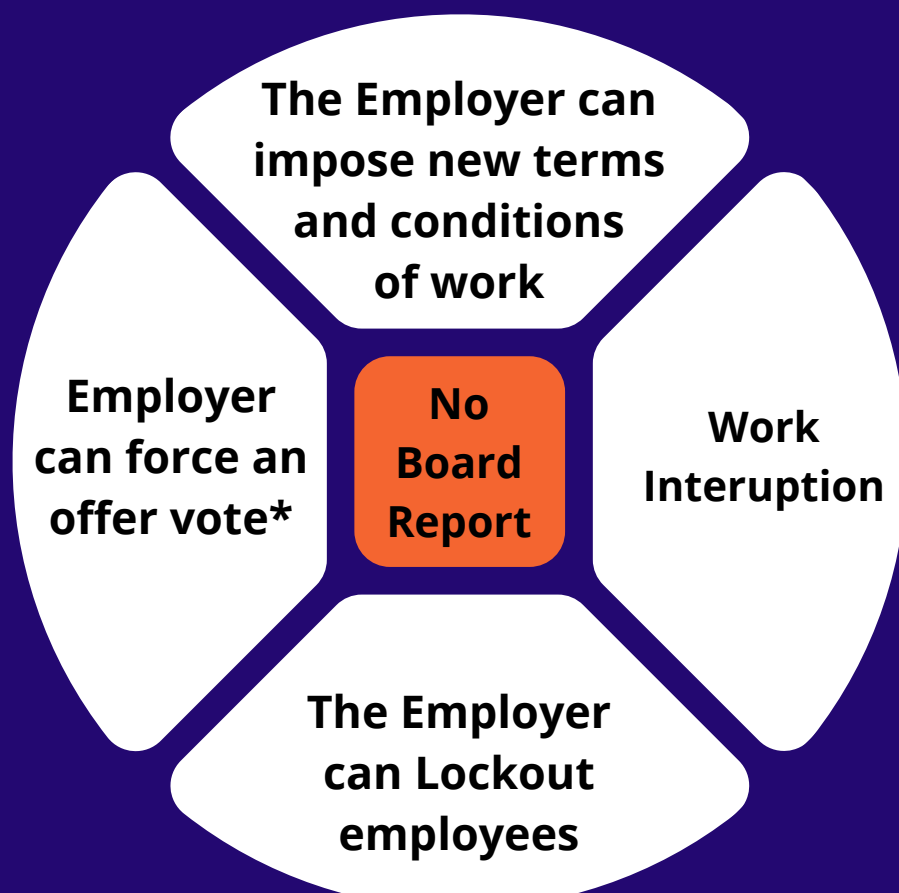 The Employer can
impose new terms
and conditions
of work
Employer
can force an
offer vote*
No
Board
Report
Work
Interuption
The Employer
can Lockout
employees